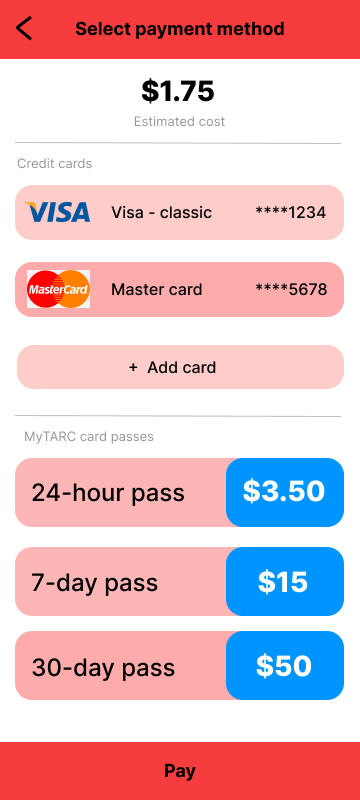 Select payment method
$1.75
Estimated cost
Credit cards
VISA Visa - classic ****1234
MasterCard Master card ****5678
+ Add card
MyTARC card passes
24-hour pass $3.50
7-day pass $15
30-day pass $50
Pay